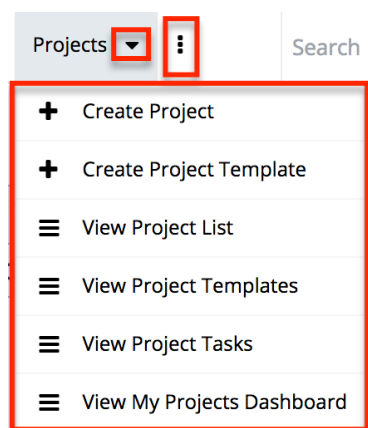 Projects
Search
Create Project
Create Project Template
View Project List
View Project Templates
View Project Tasks
View My Projects Dashboard